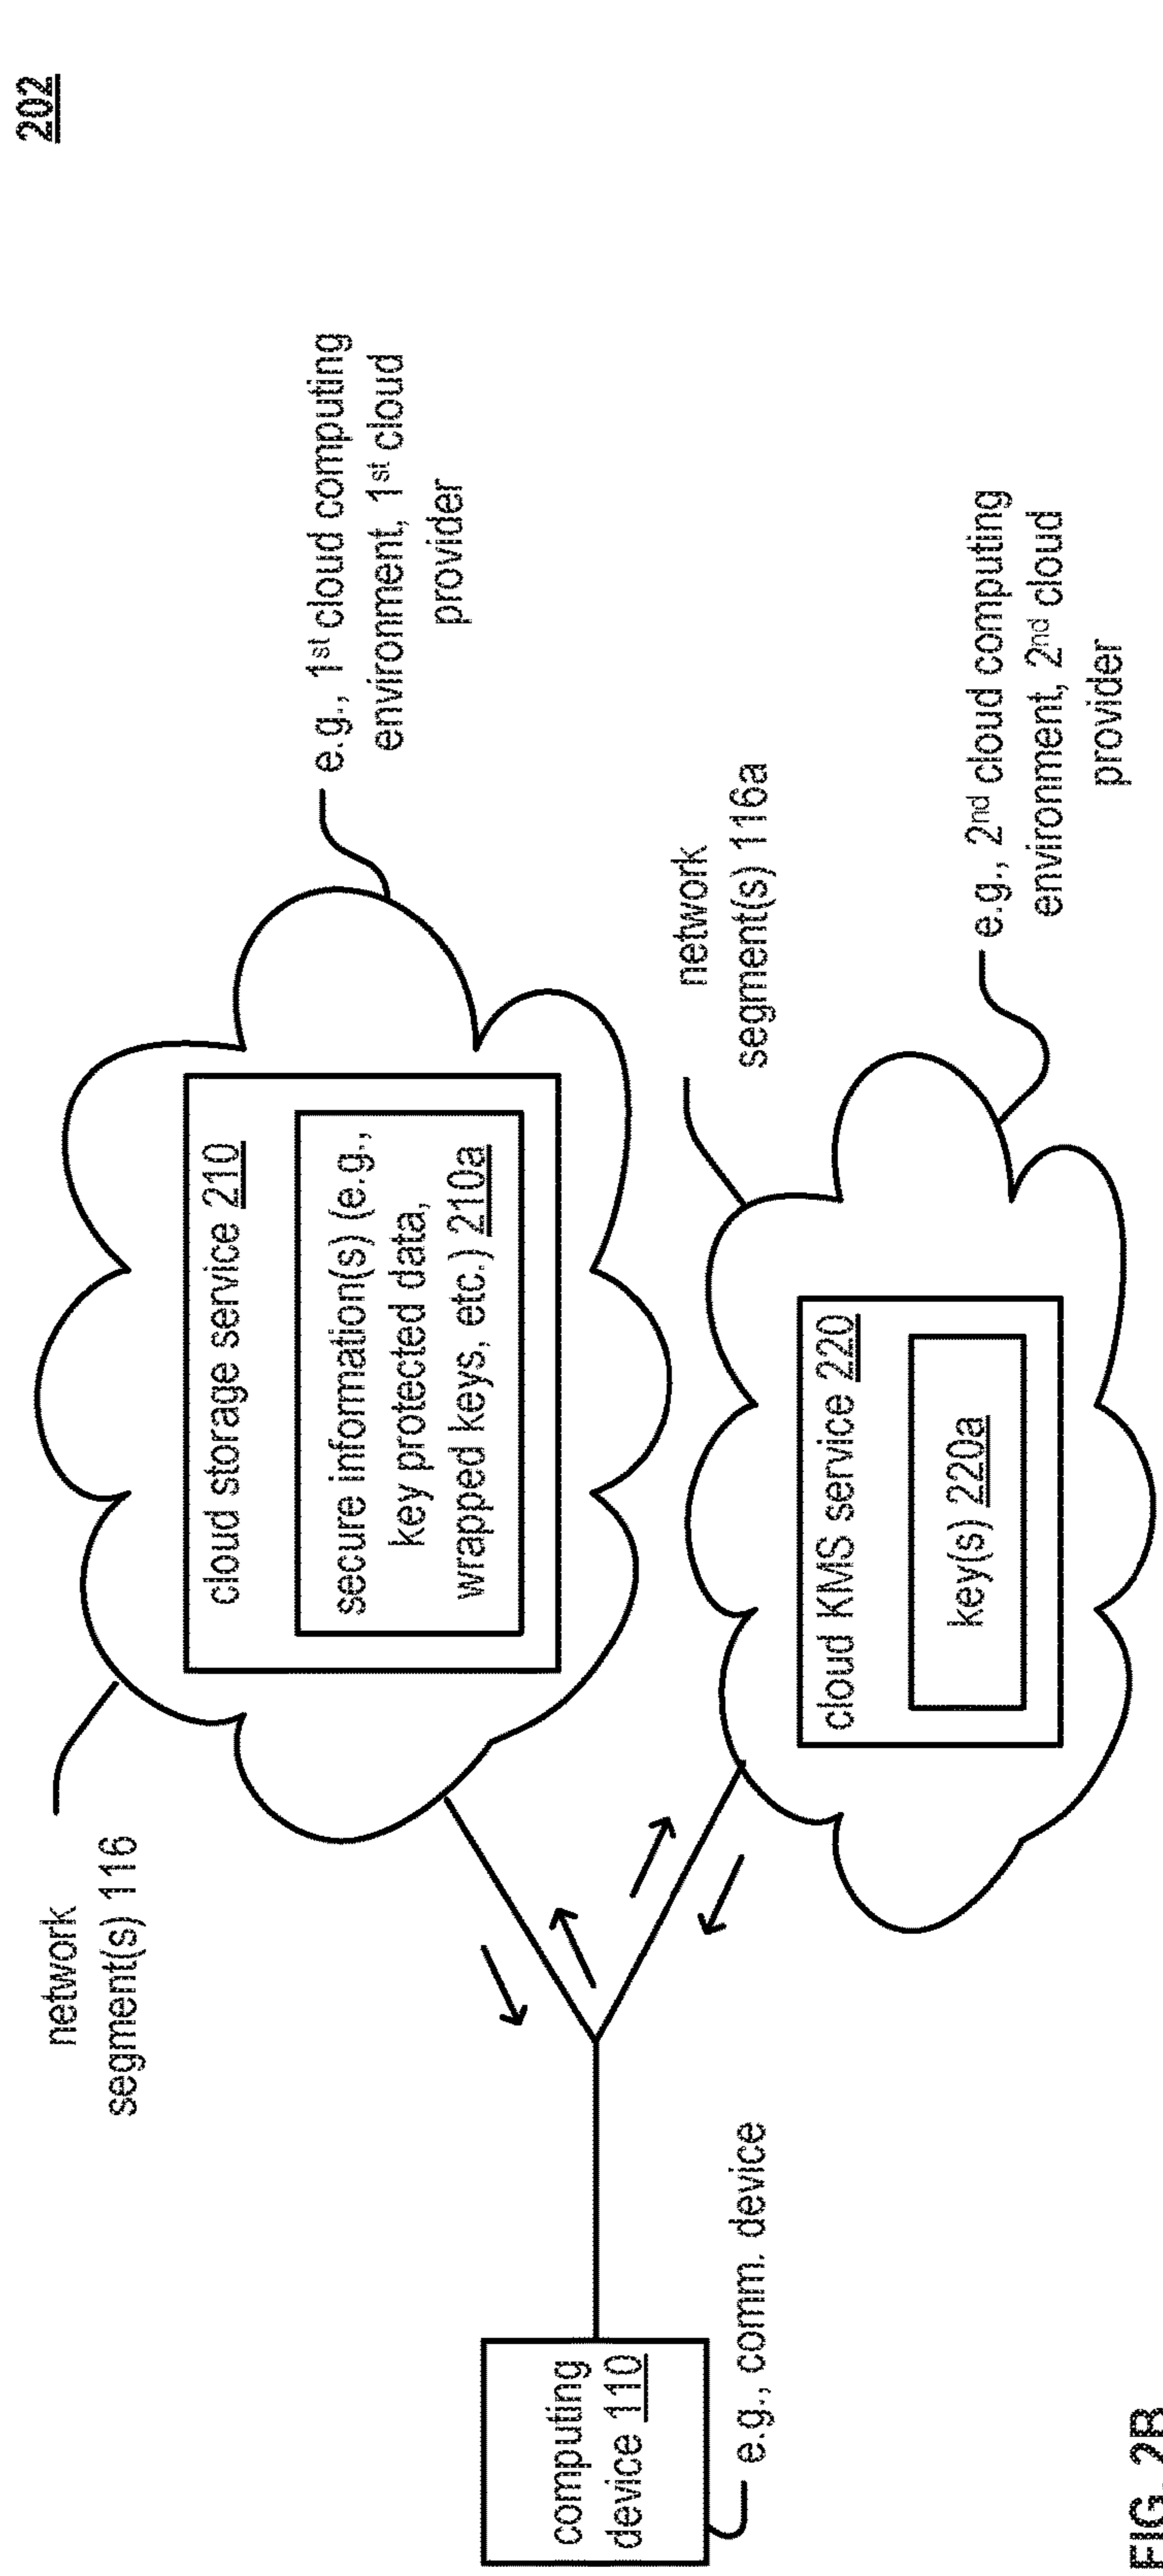 202
network
segment(s) 116
cloud storage service 210
secure information(s) (e.g.,
key protected data,
wrapped keys, etc.) 210a
e.g., 1st cloud computing
environment, 1st cloud
provider
computing
device 110
e.g., comm. device
network
segment(s) 116a
cloud KMS service 220
key(s) 220a
e.g., 2nd cloud computing
environment, 2nd cloud
provider
FIG. 2B